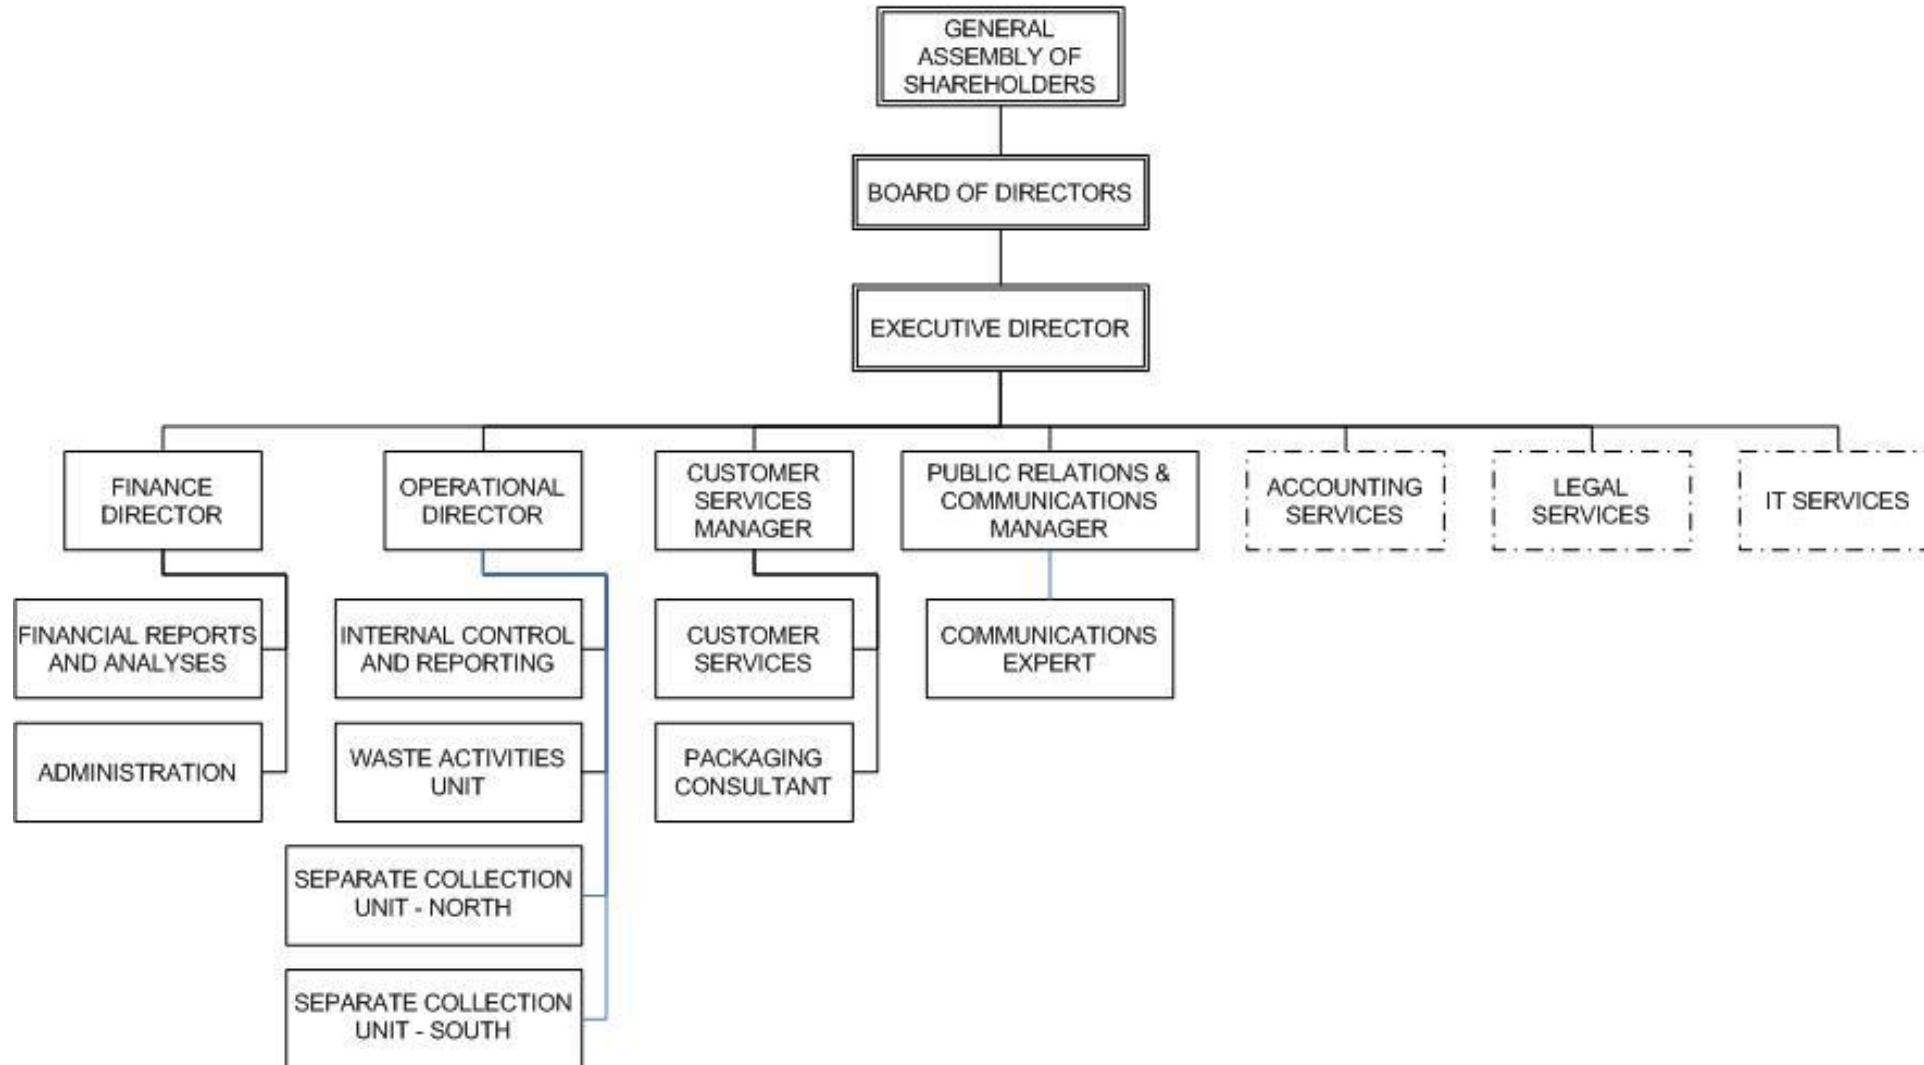 GENERAL
ASSEMBLY OF
SHAREHOLDERS
BOARD OF DIRECTORS
EXECUTIVE DIRECTOR
FINANCE
DIRECTOR
OPERATIONAL
DIRECTOR
CUSTOMER
SERVICES
MANAGER
PUBLIC RELATIONS &
COMMUNICATIONS
MANAGER
ACCOUNTING
SERVICES
LEGAL
SERVICES
IT SERVICES
FINANCIAL REPORTS
AND ANALYSES
INTERNAL CONTROL
AND REPORTING
CUSTOMER
SERVICES
COMMUNICATIONS
EXPERT
ADMINISTRATION
WASTE ACTIVITIES
UNIT
PACKAGING
CONSULTANT
SEPARATE COLLECTION
UNIT - NORTH
SEPARATE COLLECTION
UNIT - SOUTH